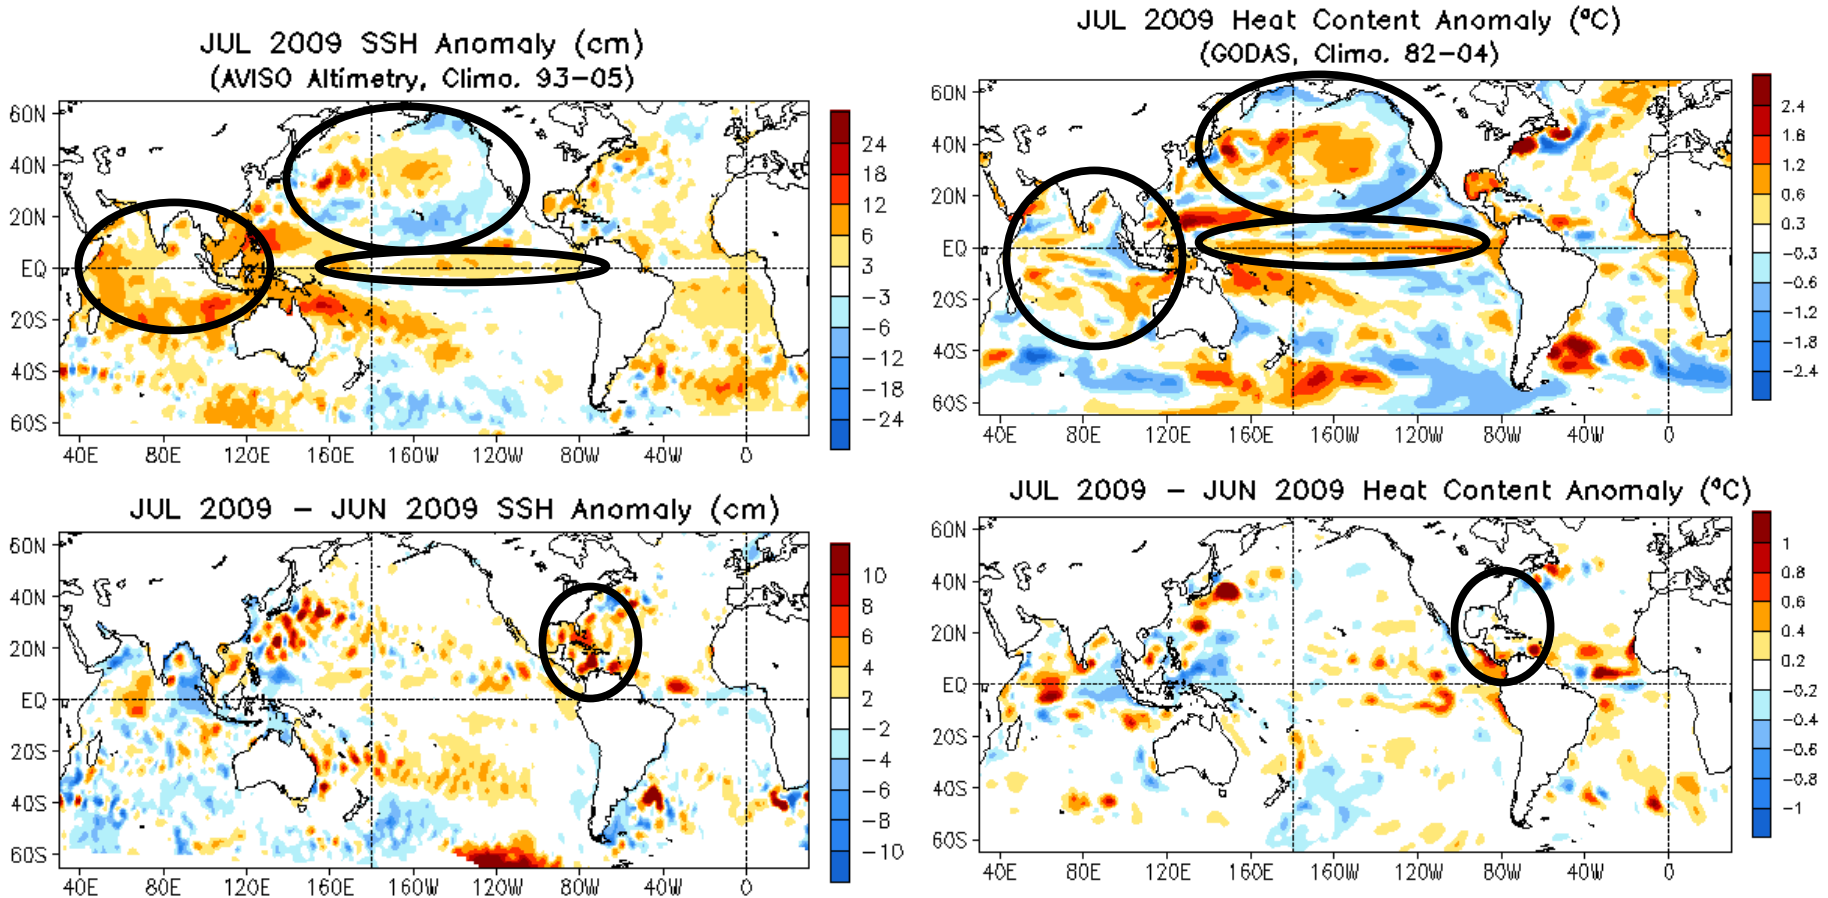 JUL 2009 SSH Anomaly (cm)
(AVISO Altimetry, Climo. 93-05)
60N
40N
20N
EQ
20S
40S
60S
40E 80E 120E 160E 160W 120W 80W 40W 0
24
18
12
6
3
-3
-6
-12
-18
-24
JUL 2009 Heat Content Anomaly (°C)
(GODAS, Climo. 82-04)
60N
40N
20N
EQ
20S
40S
60S
40E 80E 120E 160E 160W 120W 80W 40W 0
2.4
1.8
1.2
0.6
0.3
-0.3
-0.6
-1.2
-1.8
-2.4
JUL 2009 - JUN 2009 SSH Anomaly (cm)
60N
40N
20N
EQ
20S
40S
60S
40E 80E 120E 160E 160W 120W 80W 40W 0
10
8
6
4
2
-2
-4
-6
-8
-10
JUL 2009 - JUN 2009 Heat Content Anomaly (°C)
60N
40N
20N
EQ
20S
40S
60S
40E 80E 120E 160E 160W 120W 80W 40W 0
1
0.8
0.6
0.4
0.2
-0.2
-0.4
-0.6
-0.8
-1